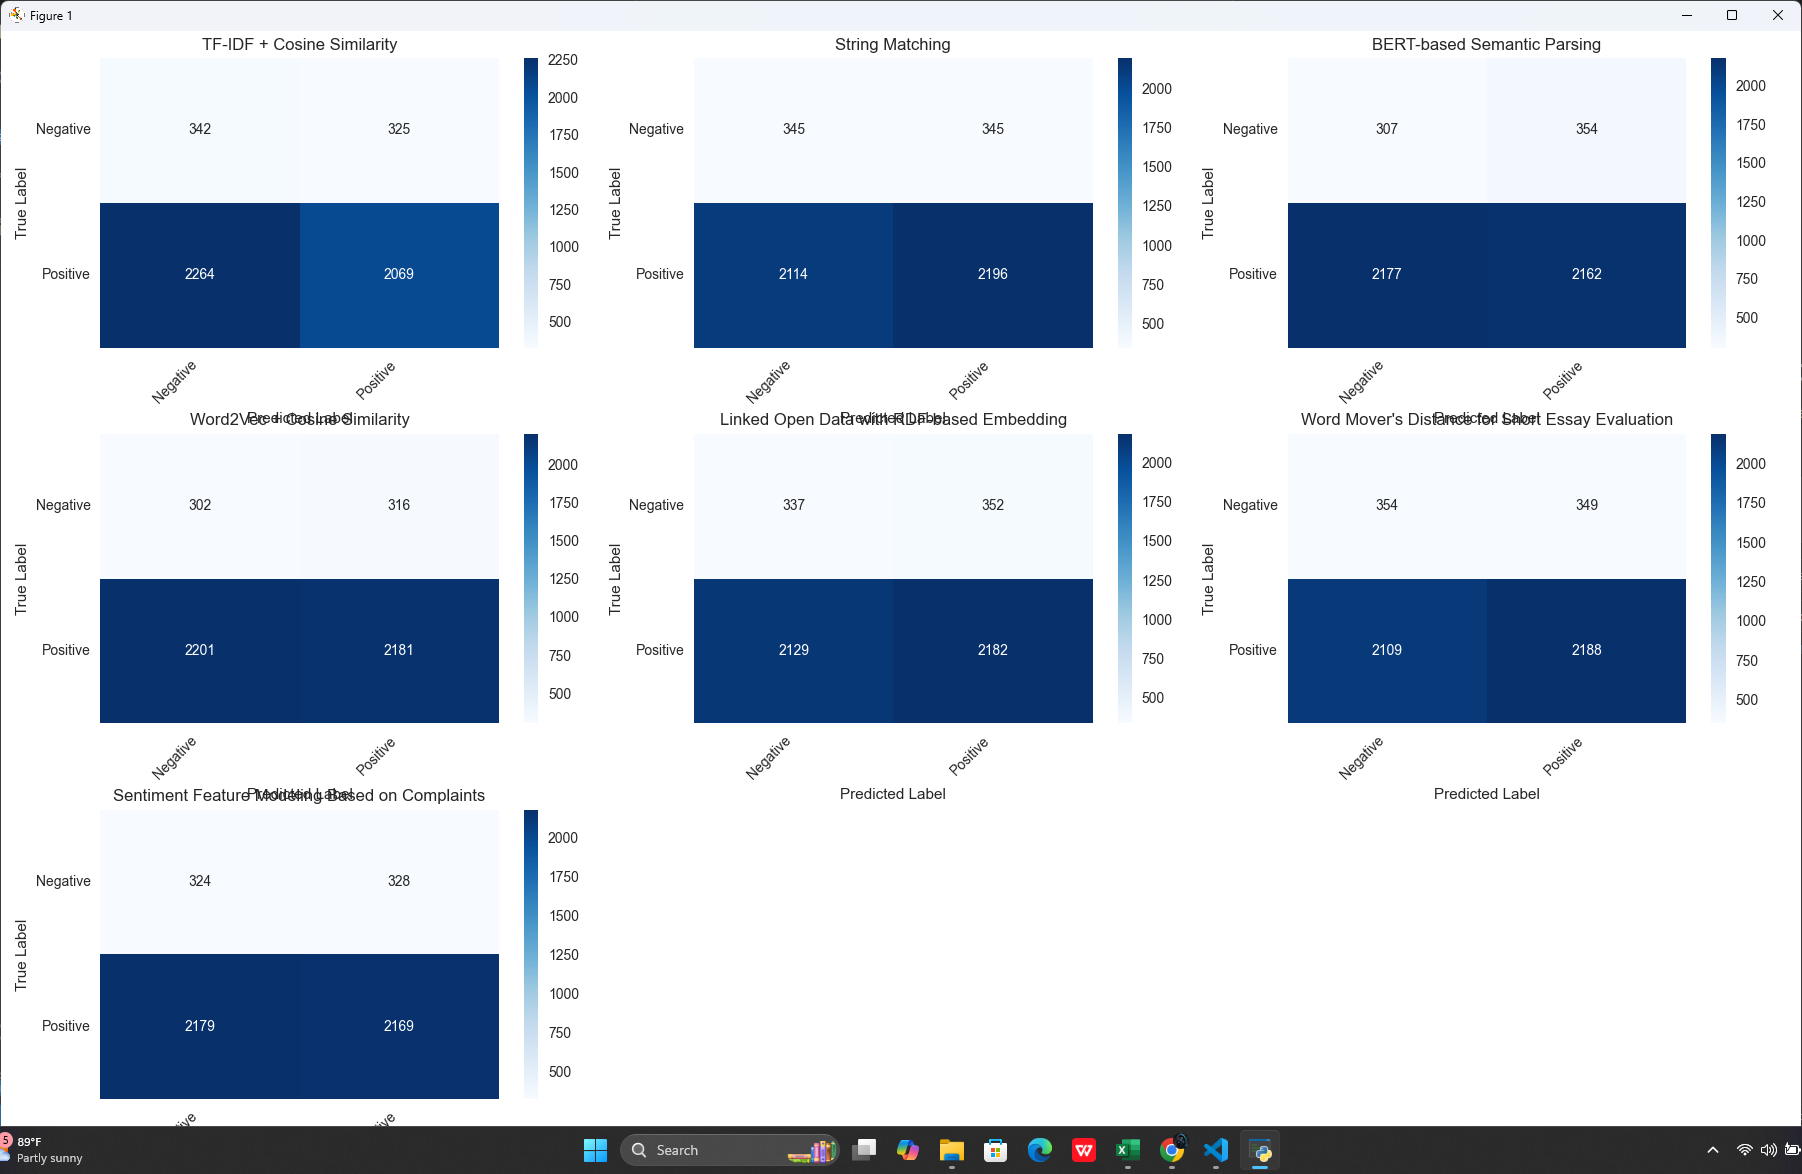 Figure 1
TF-IDF + Cosine Similarity
True Label
Negative
Positive
342
325
2264
2069
Negative
Positive
Predicted Label
2250
2000
1750
1500
1250
1000
750
500
String Matching
True Label
Negative
Positive
345
345
2114
2196
Negative
Positive
Predicted Label
2000
1750
1500
1250
1000
750
500
BERT-based Semantic Parsing
True Label
Negative
Positive
307
354
2177
2162
Negative
Positive
Predicted Label
2000
1750
1500
1250
1000
750
500
Word2Vec + Cosine Similarity
True Label
Negative
Positive
302
316
2201
2181
Negative
Positive
Predicted Label
2000
1750
1500
1250
1000
750
500
Linked Open Data with RDF-based Embedding
True Label
Negative
Positive
337
352
2129
2182
Negative
Positive
Predicted Label
2000
1750
1500
1250
1000
750
500
Word Mover's Distance for Short Essay Evaluation
True Label
Negative
Positive
354
349
2109
2188
Negative
Positive
Predicted Label
2000
1750
1500
1250
1000
750
500
Sentiment Feature Modeling Based on Complaints
True Label
Negative
Positive
324
328
2179
2169
2000
1750
1500
1250
1000
750
500
5
89°F
Partly sunny
Search